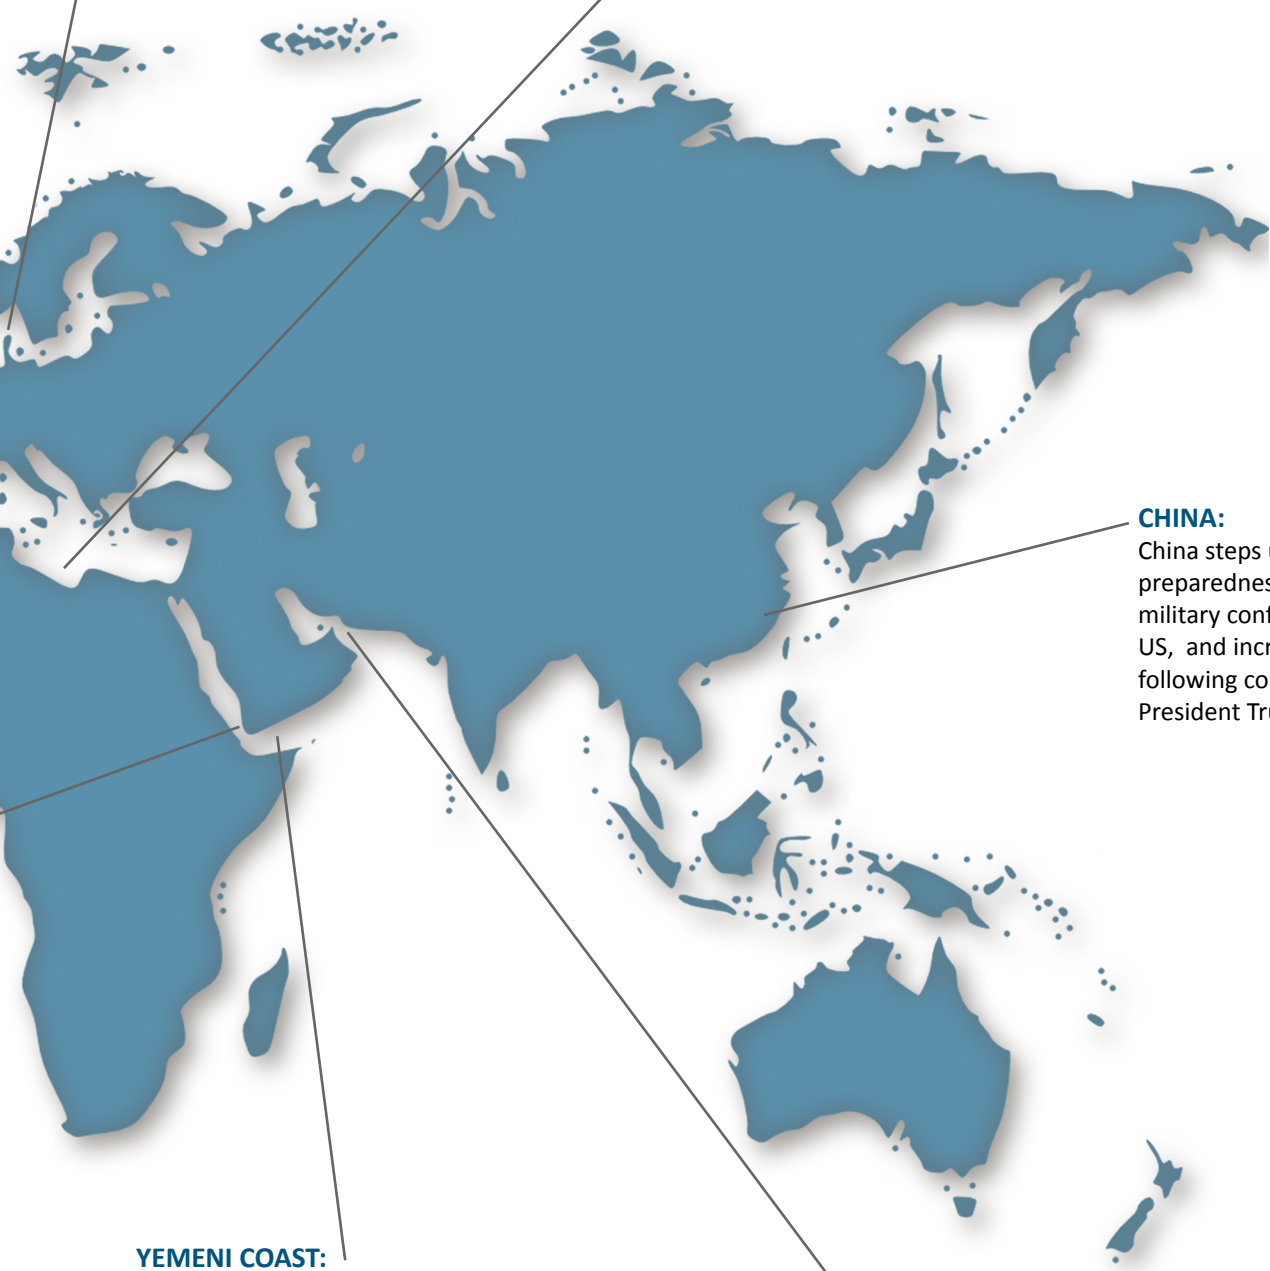 CHINA:
China steps
preparednes
military conf
US, and incr
following co
President Tr
YEMENI COAST: